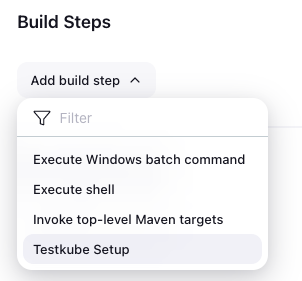 Build Steps
Add build step
Filter
Execute Windows batch command
Execute shell
Invoke top-level Maven targets
Testkube Setup